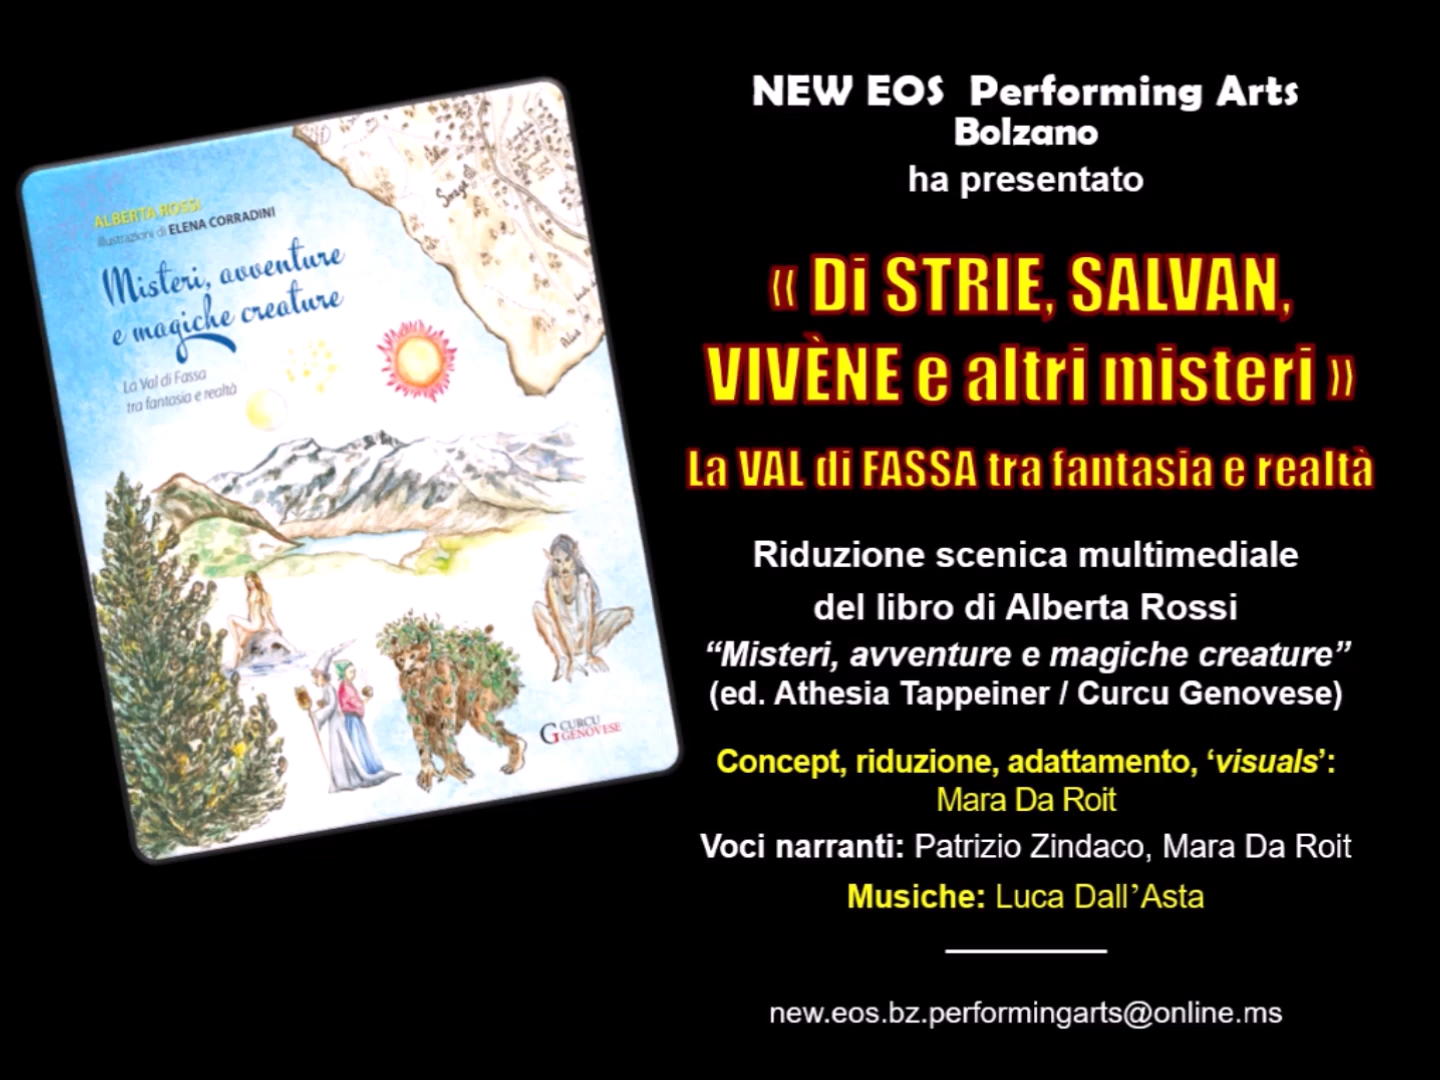 ALBERTA ROSSI
illustrazioni di ELENA CORRADINI
Misteri, avventure
e magiche creature
La Val di Fassa
tra fantasia e realtà
CURCU
GENOVESE
NEW EOS Performing Arts
Bolzano
ha presentato
« Di STRIE, SALVAN,
VIVÈNE e altri misteri »
La VAL di FASSA tra fantasia e realtà
Riduzione scenica multimediale
del libro di Alberta Rossi
“Misteri, avventure e magiche creature”
(ed. Athesia Tappeiner / Curcu Genovese)
Concept, riduzione, adattamento, ‘visuals’:
Mara Da Roit
Voci narranti: Patrizio Zindaco, Mara Da Roit
Musiche: Luca Dall’Asta
new.eos.bz.performingarts@online.ms